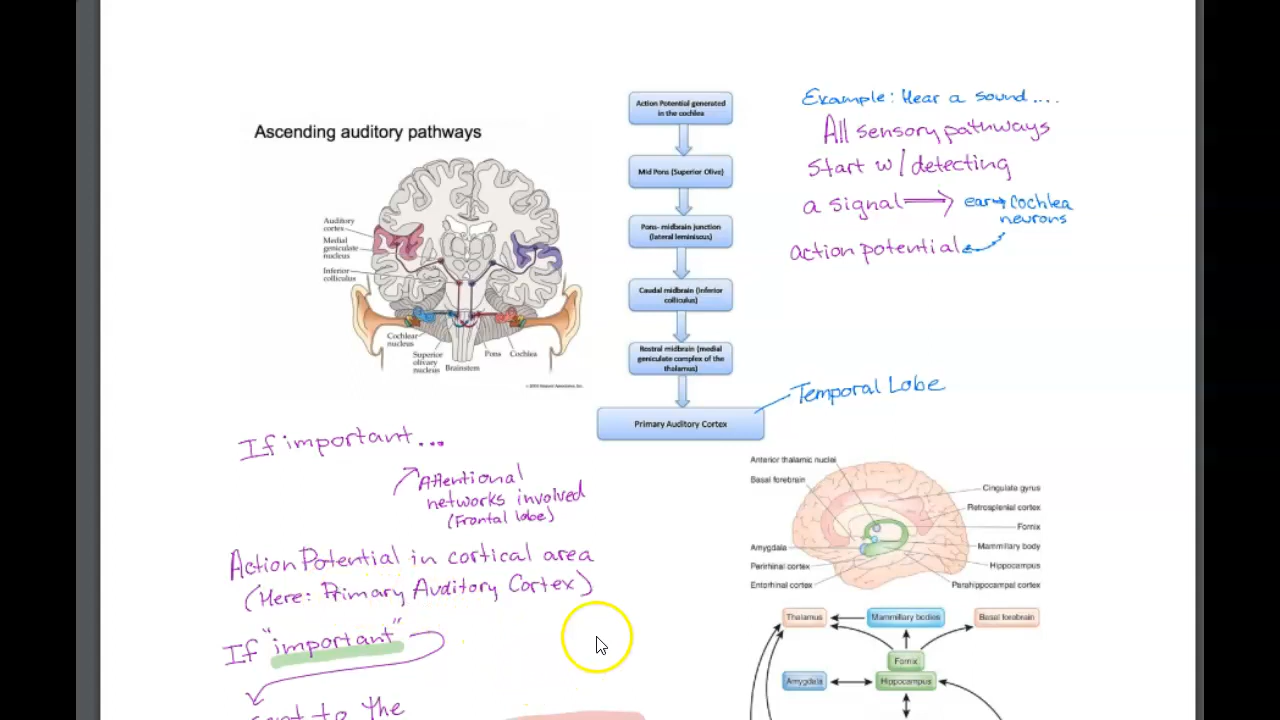 Ascending auditory pathways
Auditory
cortex
Medial
geniculate
nucleus
Inferior
colliculus
Cochlear
nucleus
Superior
olivary
nucleus
Brainstem
Pons
Cochlea
Action Potential generated
in the cochlea
Mid Pons (Superior Olive)
Pons- midbrain junction
(lateral leminiscus)
Caudal midbrain (Inferior
colliculus)
Rostral midbrain (medial
geniculate complex of the
thalamus)
Primary Auditory Cortex
Example: Hear a sound....
All sensory pathways
Start w/ detecting
a signal ⟹ ear → Cochlea
neurons
action potential
Temporal Lobe
If important...
Attentional
networks involved
(Frontal lobe)
Action Potential in cortical area
(Here: Primary Auditory Cortex)
If "important"
sent to the
Anterior thalamic nuclei
Basal forebrain
Amygdala
Perirhinal cortex
Entorhinal cortex
Cingulate gyrus
Retrosplenial cortex
Fornix
Mammillary body
Hippocampus
Parahippocampal cortex
Thalamus
Mammillary bodies
Basal forebrain
Fornix
Amygdala
Hippocampus